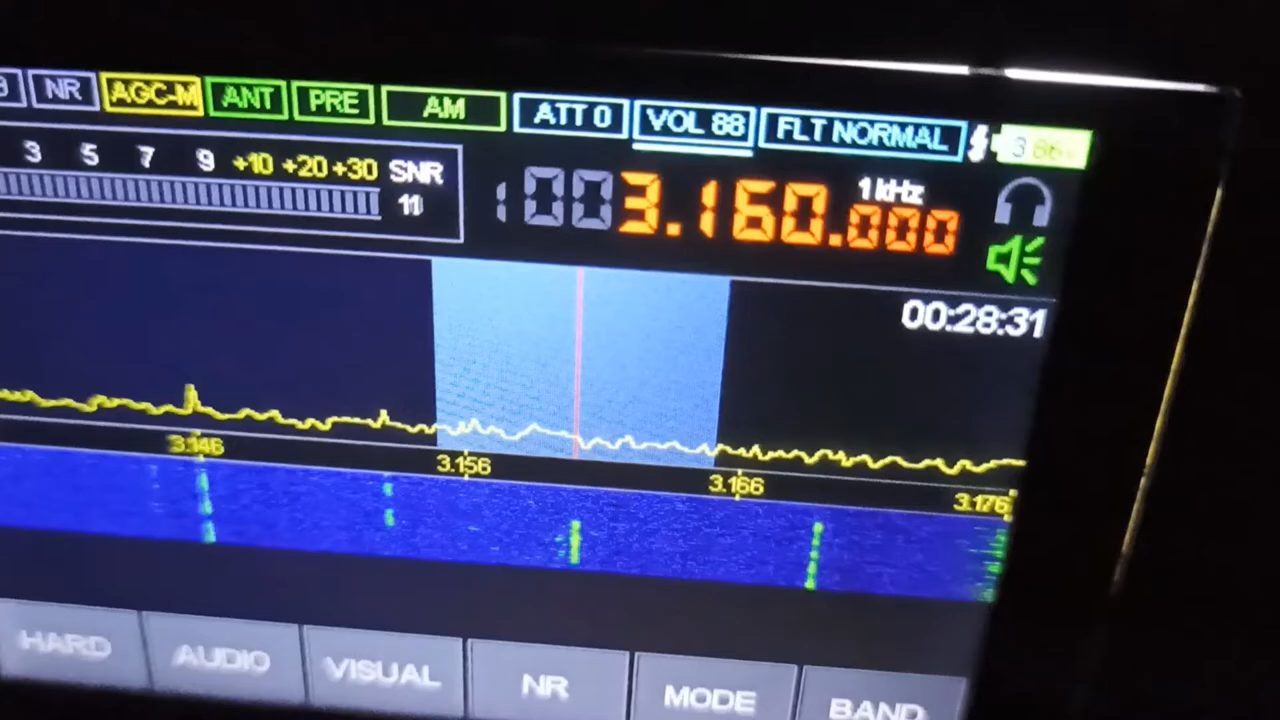 NR AGC-M ANT PRE AM ATT 0 VOL 88 FLT NORMAL
3 5 7 9 +10 +20 +30 SNR
11
003.160.000
1 kHz
00:28:31
3.146 3.156 3.166 3.176
HARD AUDIO VISUAL NR MODE BAND